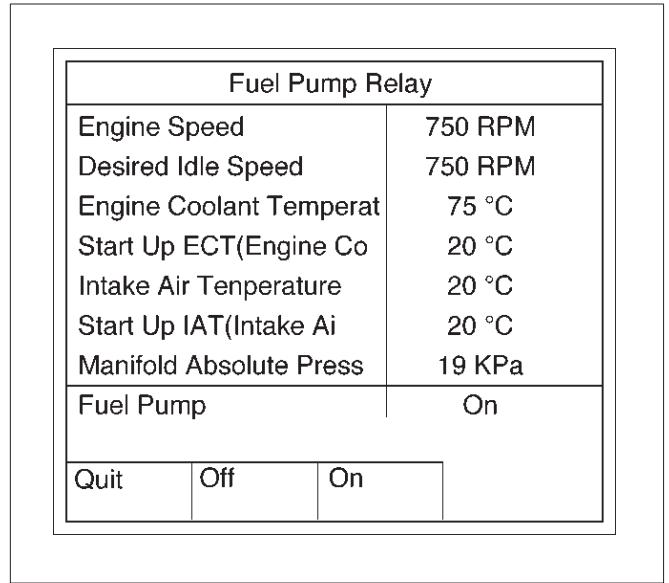 Fuel Pump Relay
Engine Speed 750 RPM
Desired Idle Speed 750 RPM
Engine Coolant Temperat 75 °C
Start Up ECT(Engine Co 20 °C
Intake Air Tenperature 20 °C
Start Up IAT(Intake Ai 20 °C
Manifold Absolute Press 19 KPa
Fuel Pump On
Quit Off On